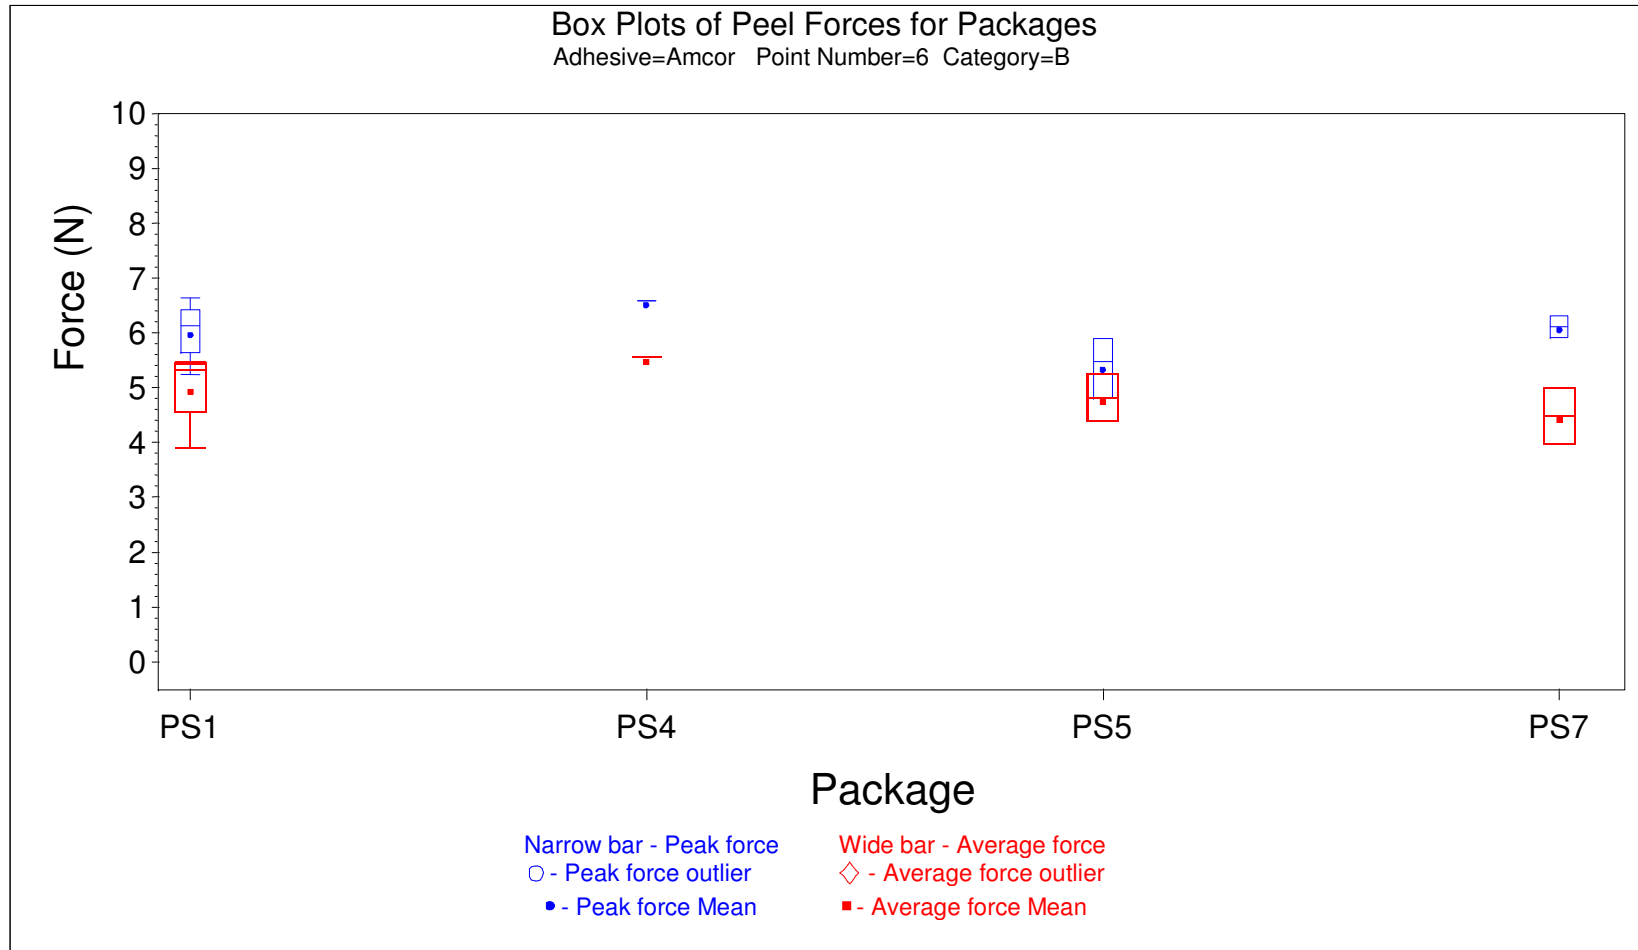 Box Plots of Peel Forces for Packages
Adhesive=Amcor Point Number=6 Category=B
Force (N)
10
9
8
7
6
5
4
3
2
1
0
PS1 PS4 PS5 PS7
Package
Narrow bar - Peak force Wide bar - Average force
- Peak force outlier - Average force outlier
- Peak force Mean - Average force Mean